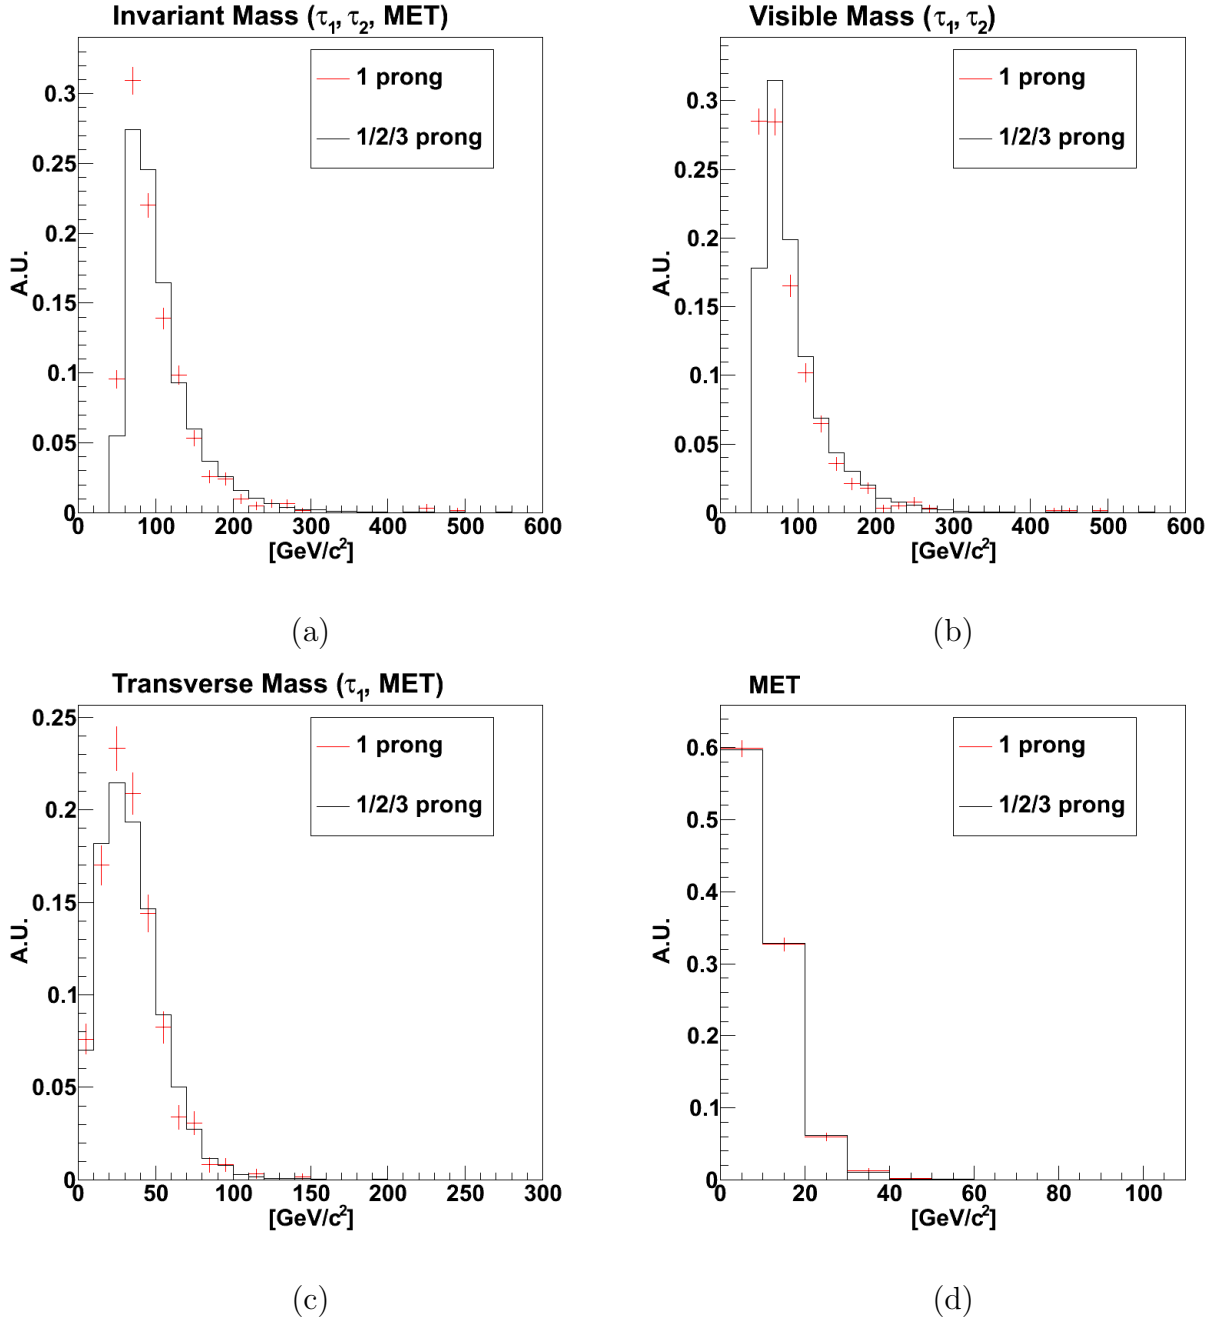 Invariant Mass (τ₁, τ₂, MET)
1 prong
1/2/3 prong
A.U.
0.3
0.25
0.2
0.15
0.1
0.05
0
0 100 200 300 400 500 600
[GeV/c²]
(a)
Visible Mass (τ₁, τ₂)
1 prong
1/2/3 prong
A.U.
0.3
0.25
0.2
0.15
0.1
0.05
0
0 100 200 300 400 500 600
[GeV/c²]
(b)
Transverse Mass (τ₁, MET)
1 prong
1/2/3 prong
A.U.
0.25
0.2
0.15
0.1
0.05
0
0 50 100 150 200 250 300
[GeV/c²]
(c)
MET
1 prong
1/2/3 prong
A.U.
0.6
0.5
0.4
0.3
0.2
0.1
0
0 20 40 60 80 100
[GeV/c²]
(d)